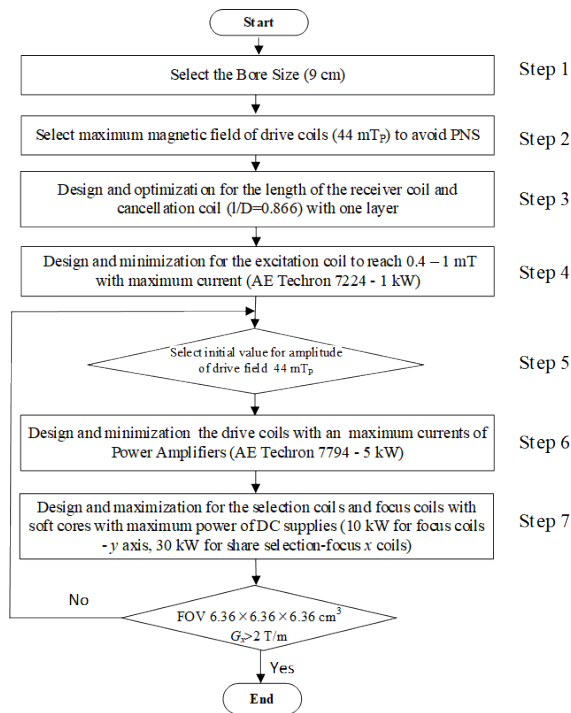 Start
Select the Bore Size (9 cm)
Step 1
Select maximum magnetic field of drive coils (44 mTP) to avoid PNS
Step 2
Design and optimization for the length of the receiver coil and
cancellation coil (l/D=0.866) with one layer
Step 3
Design and minimization for the excitation coil to reach 0.4 – 1 mT
with maximum current (AE Techron 7224 - 1 kW)
Step 4
Select initial value for amplitude
of drive field 44 mTP
Step 5
Design and minimization the drive coils with an maximum currents of
Power Amplifiers (AE Techron 7794 - 5 kW)
Step 6
Design and maximization for the selection coils and focus coils with
soft cores with maximum power of DC supplies (10 kW for focus coils
- y axis, 30 kW for share selection-focus x coils)
Step 7
No
FOV 6.36×6.36×6.36 cm³
Gx>2 T/m
Yes
End